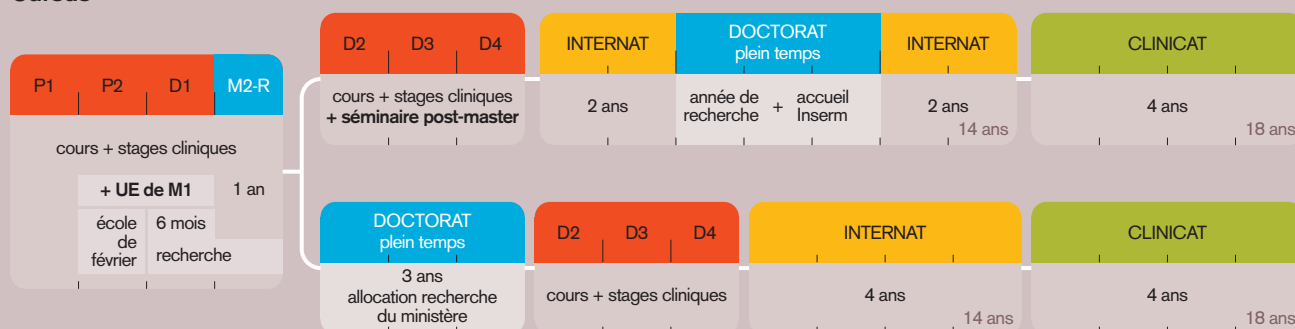 P1 P2 D1 M2-R
cours + stages cliniques
+ UE de M1 1 an
école
de
février
6 mois
recherche
D2 D3 D4
cours + stages cliniques
+ séminaire post-master
INTERNAT
2 ans
DOCTORAT
plein temps
année de
recherche
+
accueil
Inserm
INTERNAT
2 ans
14 ans
CLINICAT
4 ans
18 ans
DOCTORAT
plein temps
3 ans
allocation recherche
du ministère
D2 D3 D4
cours + stages cliniques
INTERNAT
4 ans
14 ans
CLINICAT
4 ans
18 ans